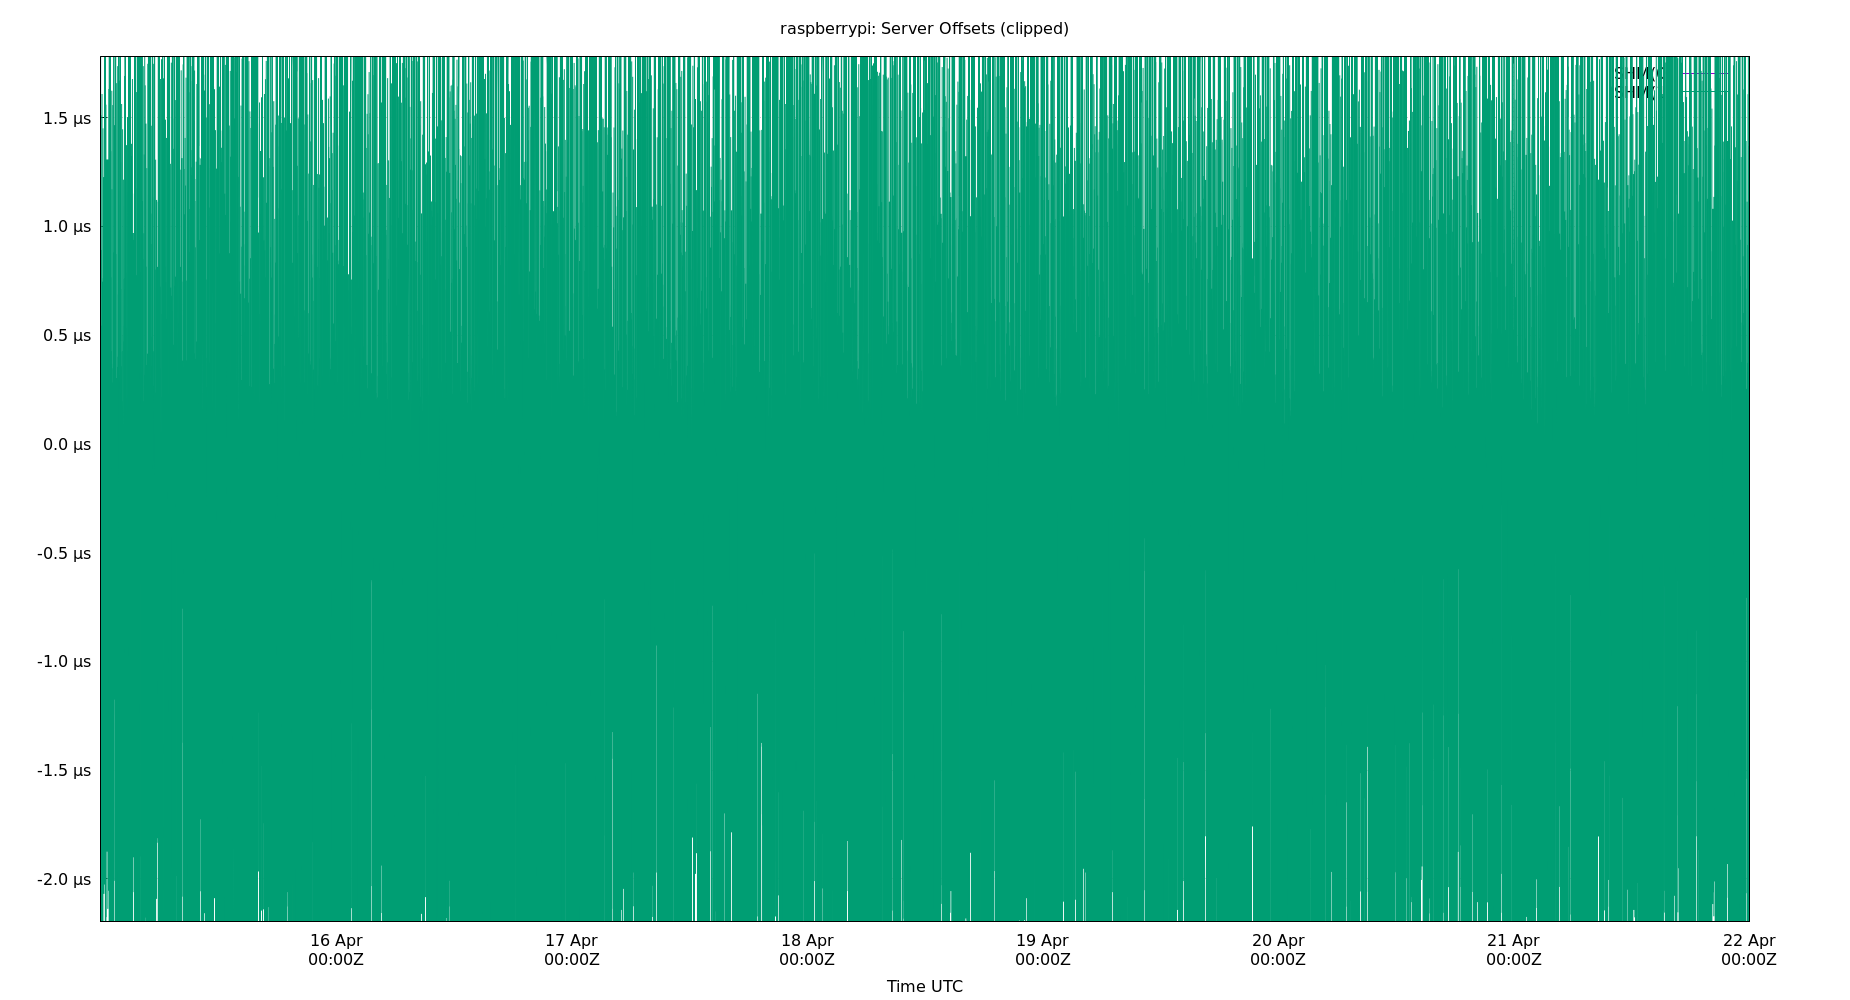 raspberrypi: Server Offsets (clipped)
1.5 μs
1.0 μs
0.5 μs
0.0 μs
-0.5 μs
-1.0 μs
-1.5 μs
-2.0 μs
16 Apr
00:00Z
17 Apr
00:00Z
18 Apr
00:00Z
19 Apr
00:00Z
20 Apr
00:00Z
21 Apr
00:00Z
22 Apr
00:00Z
Time UTC